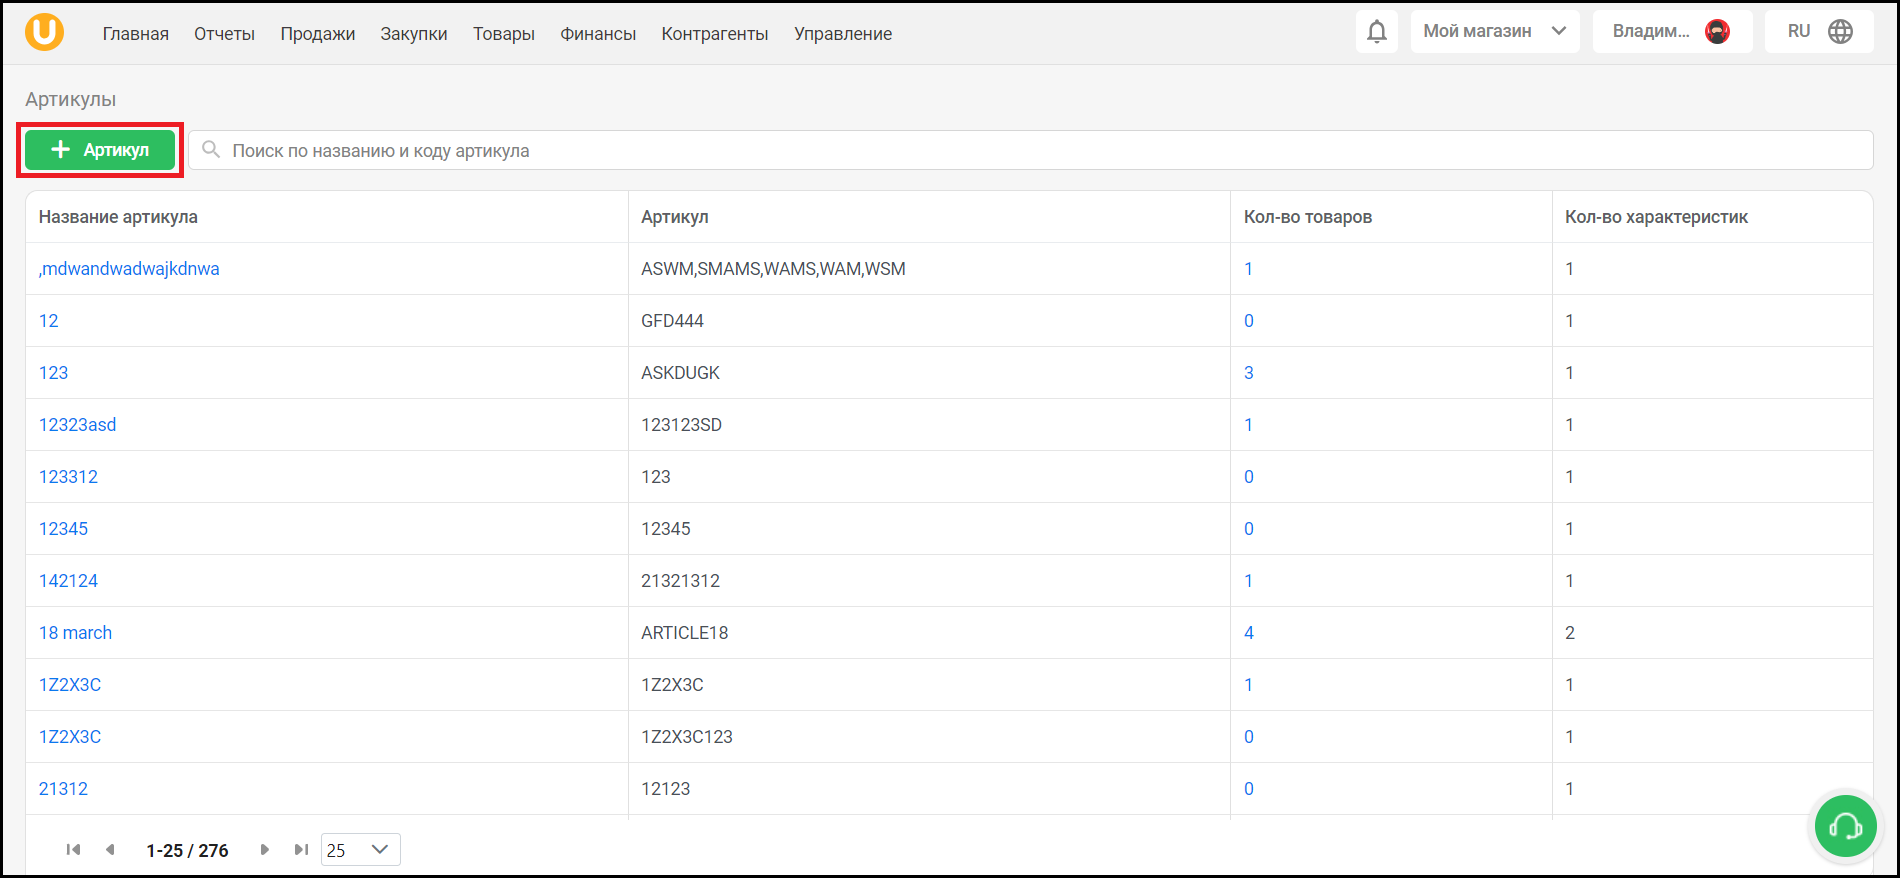 Главная Отчеты Продажи Закупки Товары Финансы Контрагенты Управление Мой магазин Владим... RU
Артикулы
Артикул Поиск по названию и коду артикула
Название артикула Артикул Кол-во товаров Кол-во характеристик
,mdwandwadwajkdnwa ASWM,SMAMS,WAMS,WAM,WSM 1 1
12 GFD444 0 1
123 ASKDUGK 3 1
12323asd 123123SD 1 1
123312 123 0 1
12345 12345 0 1
142124 21321312 1 1
18 march ARTICLE18 4 2
1Z2X3C 1Z2X3C 1 1
1Z2X3C 1Z2X3C123 0 1
21312 12123 0 1
1-25 / 276 25